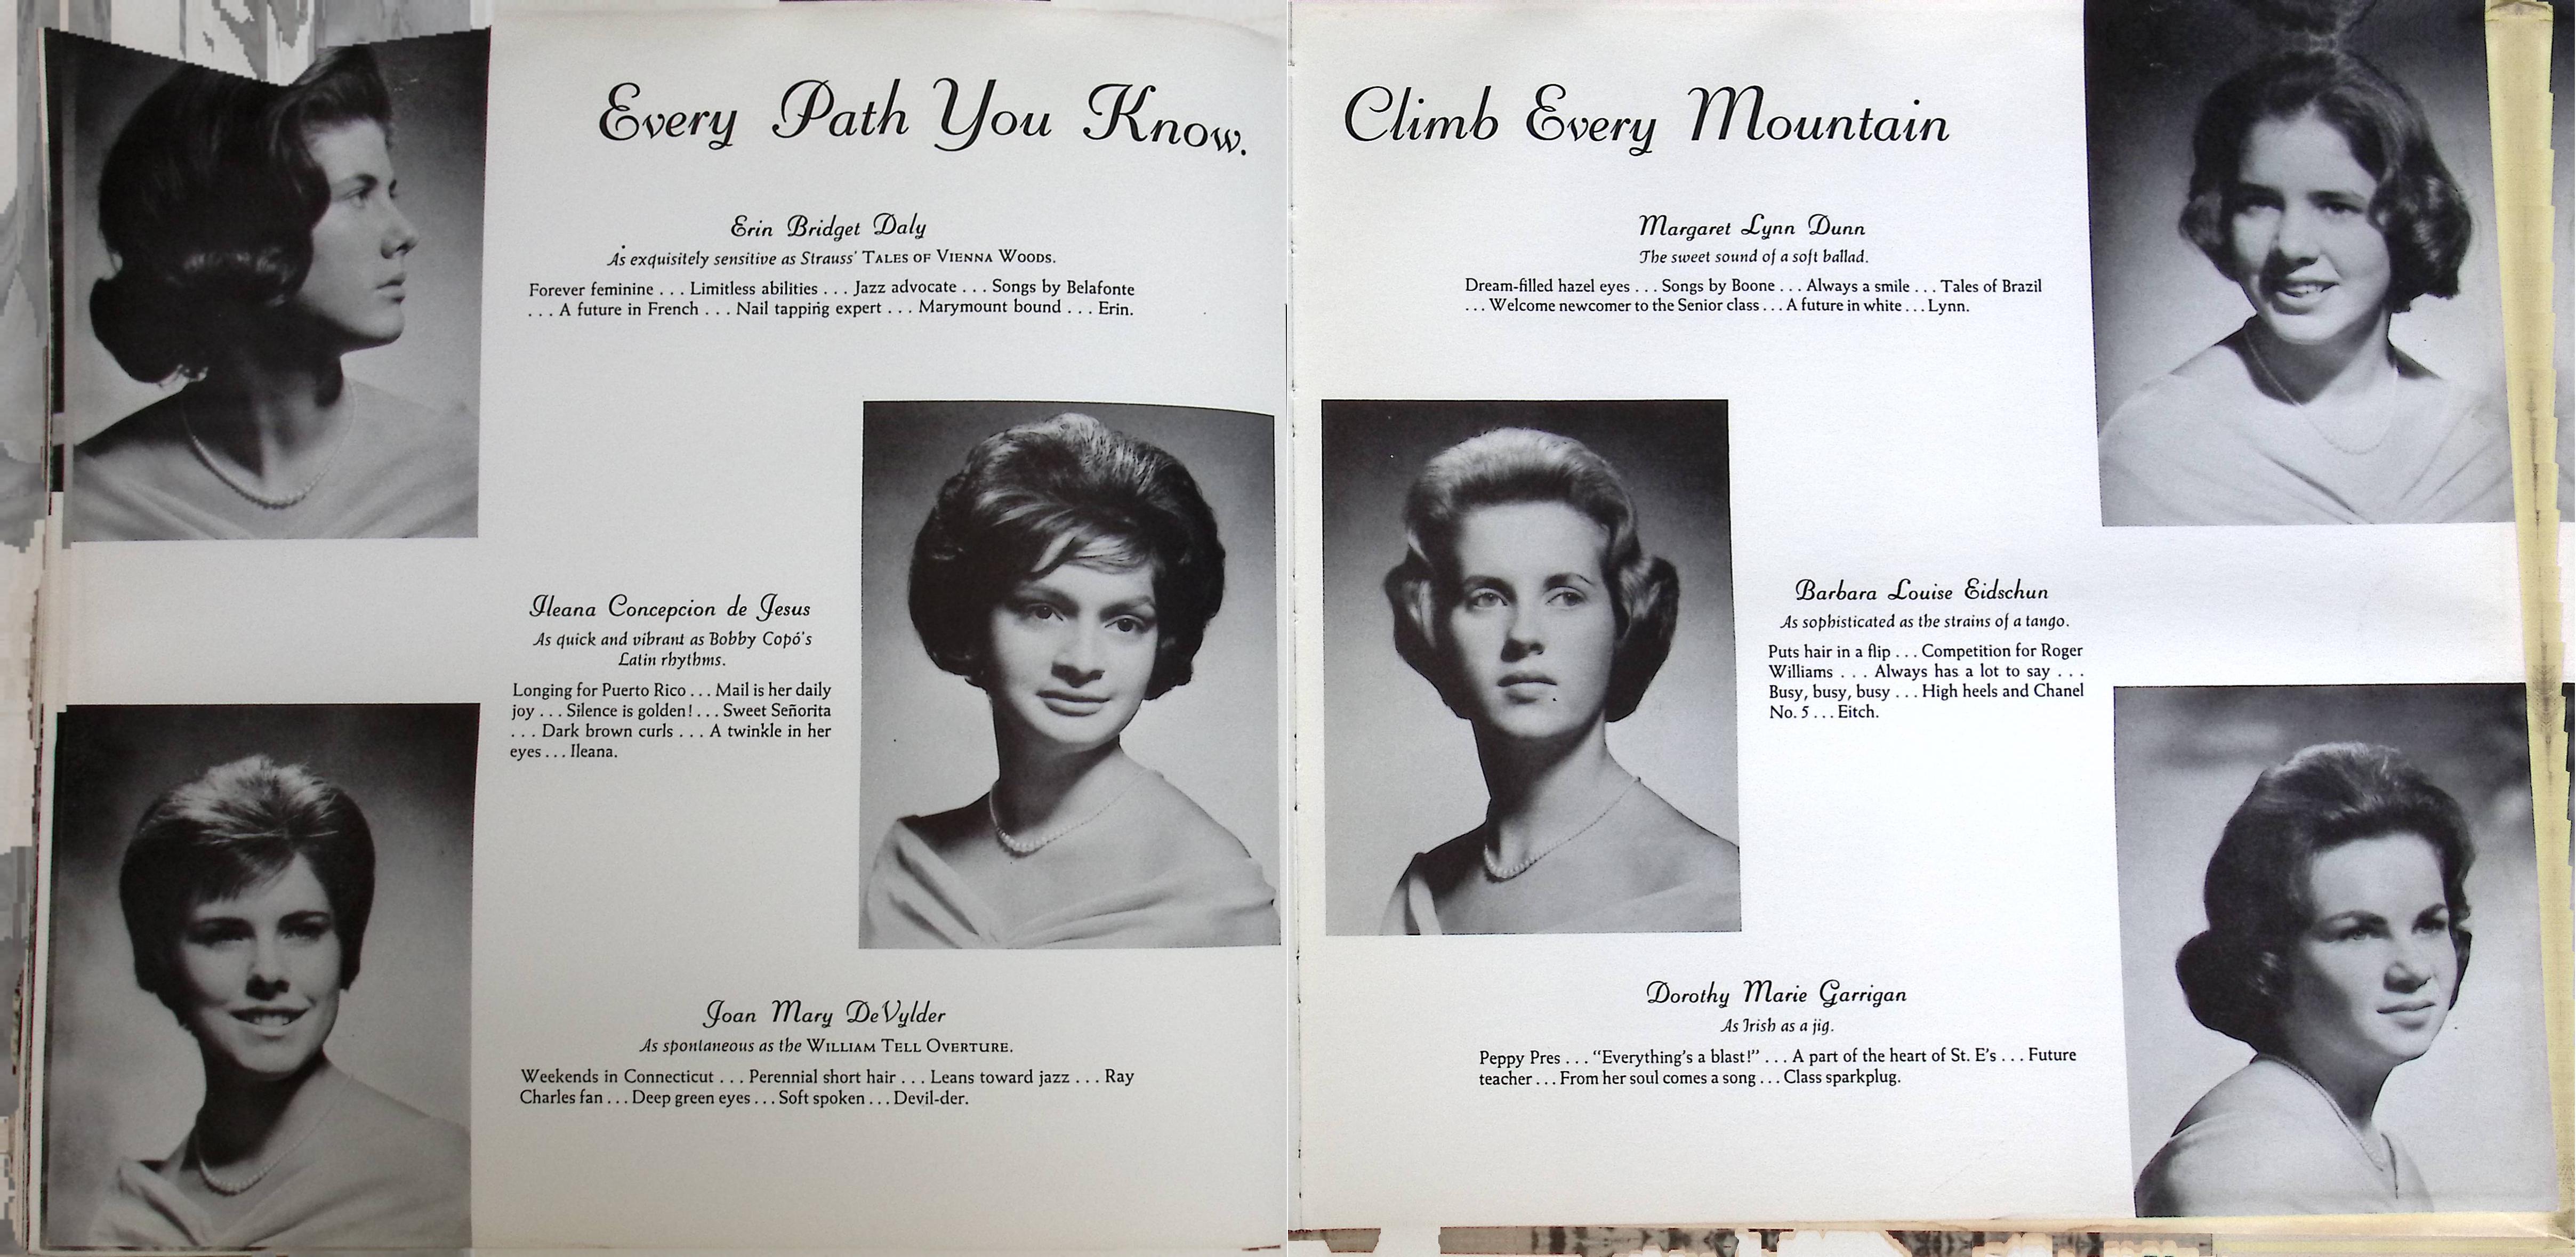 Every Path You Know.
Erin Bridget Daly
As exquisitely sensitive as Strauss' TALES OF VIENNA WOODS.
Forever feminine . . . Limitless abilities . . . Jazz advocate . . . Songs by Belafonte
. . . A future in French . . . Nail tapping expert . . . Marymount bound . . . Erin.
Ileana Concepcion de Jesus
As quick and vibrant as Bobby Copó's
Latin rhythms.
Longing for Puerto Rico . . . Mail is her daily
joy . . . Silence is golden! . . . Sweet Señorita
. . . Dark brown curls . . . A twinkle in her
eyes . . . Ileana.
Joan Mary DeVylder
As spontaneous as the WILLIAM TELL OVERTURE.
Weekends in Connecticut . . . Perennial short hair . . . Leans toward jazz . . . Ray
Charles fan . . . Deep green eyes . . . Soft spoken . . . Devil-der.
Climb Every Mountain
Margaret Lynn Dunn
The sweet sound of a soft ballad.
Dream-filled hazel eyes . . . Songs by Boone . . . Always a smile . . . Tales of Brazil
. . . Welcome newcomer to the Senior class . . . A future in white . . . Lynn.
Barbara Louise Eidschun
As sophisticated as the strains of a tango.
Puts hair in a flip . . . Competition for Roger
Williams . . . Always has a lot to say . . .
Busy, busy, busy . . . High heels and Chanel
No. 5 . . . Eitch.
Dorothy Marie Garrigan
As Irish as a jig.
Peppy Pres . . . "Everything's a blast!" . . . A part of the heart of St. E's . . . Future
teacher . . . From her soul comes a song . . . Class sparkplug.